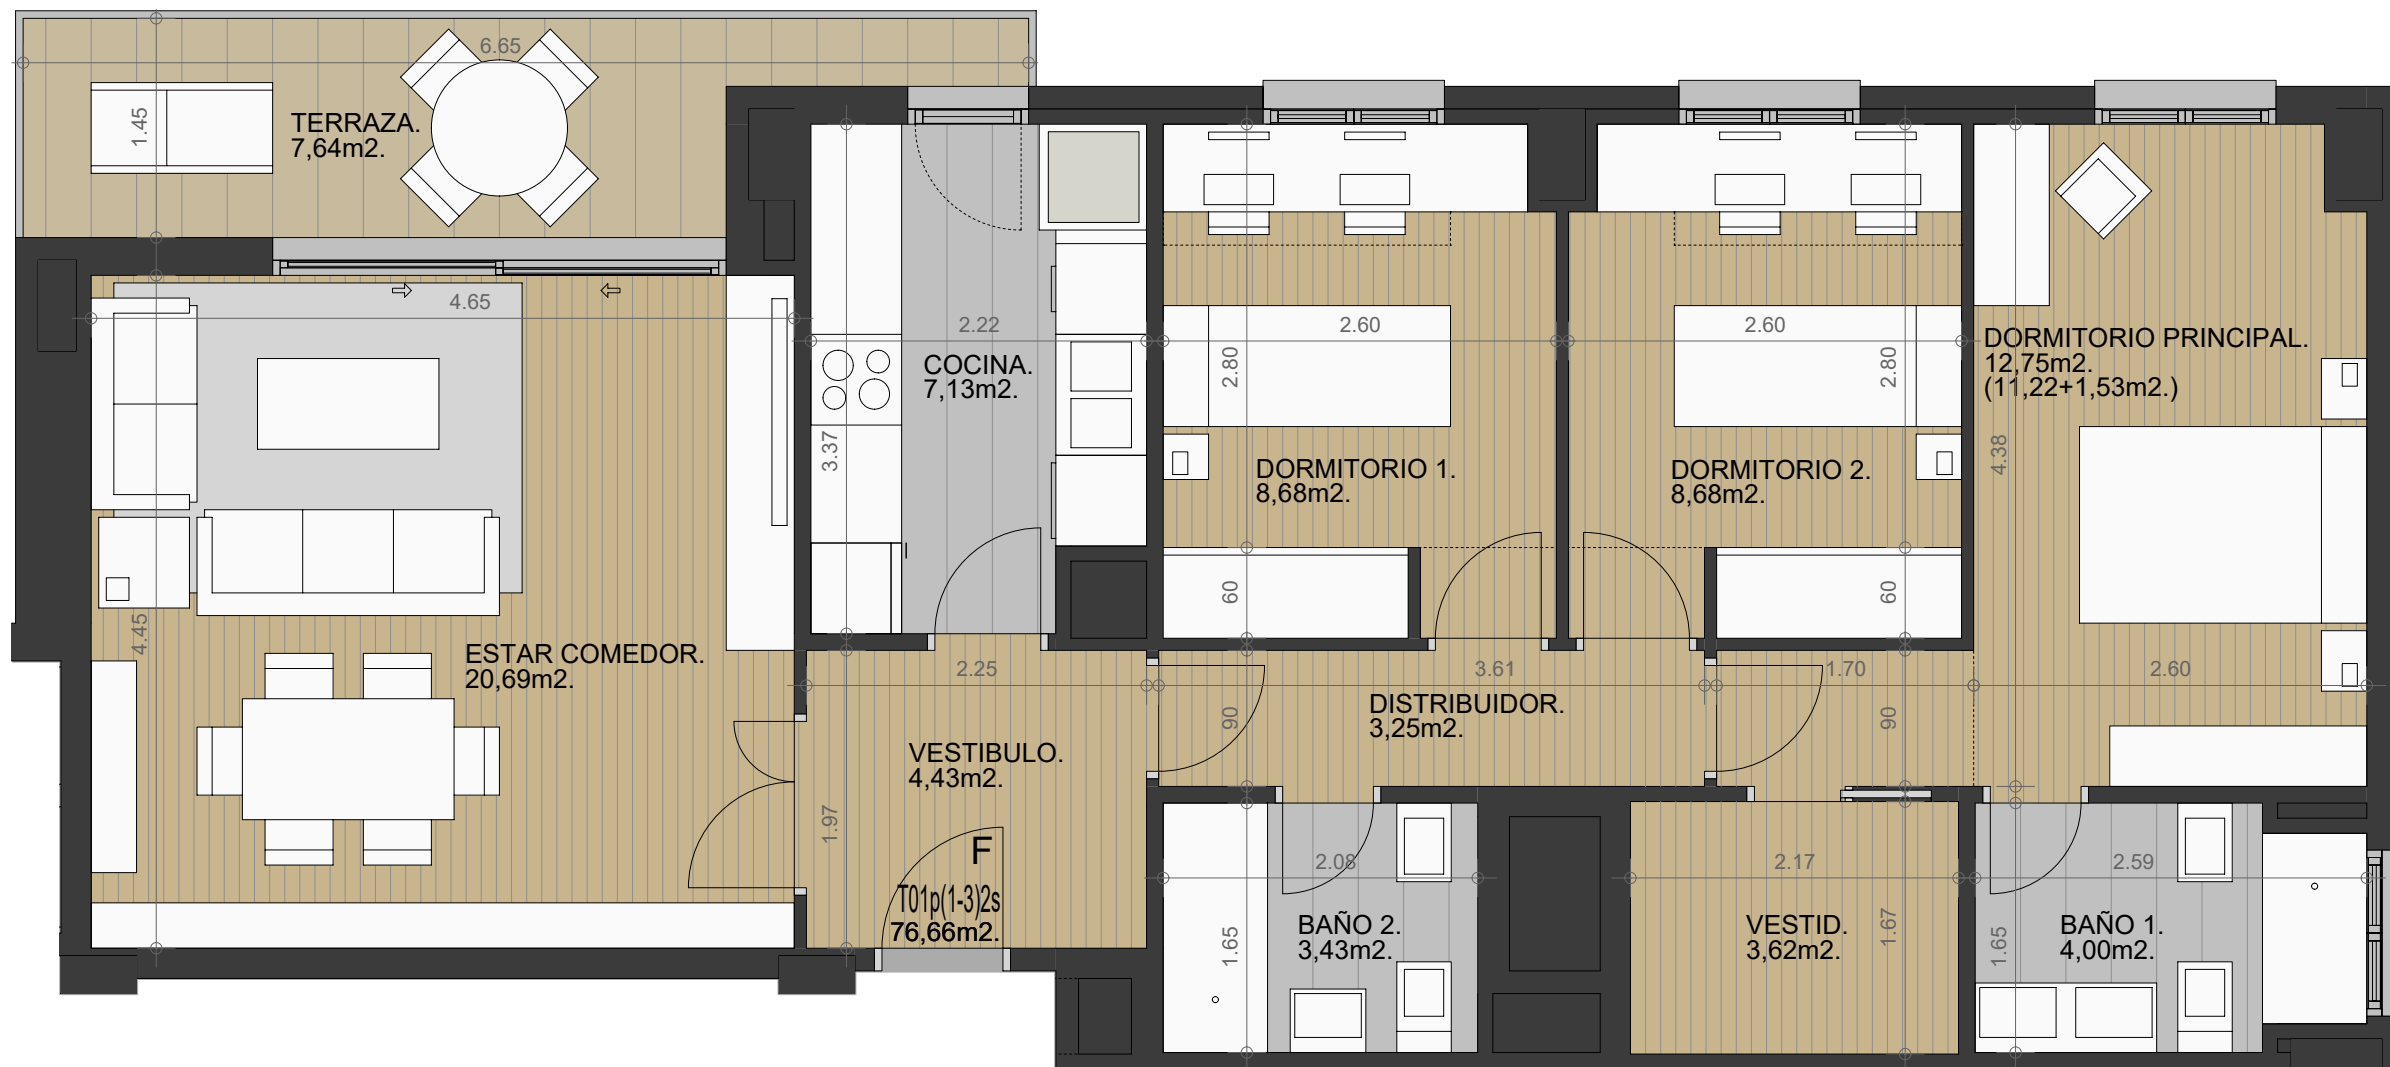 6.65
1.45
TERRAZA.
7,64m2.
4.65
4.45
ESTAR COMEDOR.
20,69m2.
2.22
COCINA.
7,13m2.
3.37
2.60
2.80
DORMITORIO 1.
8,68m2.
60
2.60
2.80
DORMITORIO 2.
8,68m2.
60
DORMITORIO PRINCIPAL.
12,75m2.
(11,22+1,53m2.)
4.38
2.25
VESTIBULO.
4,43m2.
1.97
F
T01p(1-3)2s
76,66m2.
3.61
DISTRIBUIDOR.
3,25m2.
90
1.70
90
2.60
2.08
BAÑO 2.
3,43m2.
1.65
2.17
VESTID.
3,62m2.
1.67
2.59
BAÑO 1.
4,00m2.
1.65